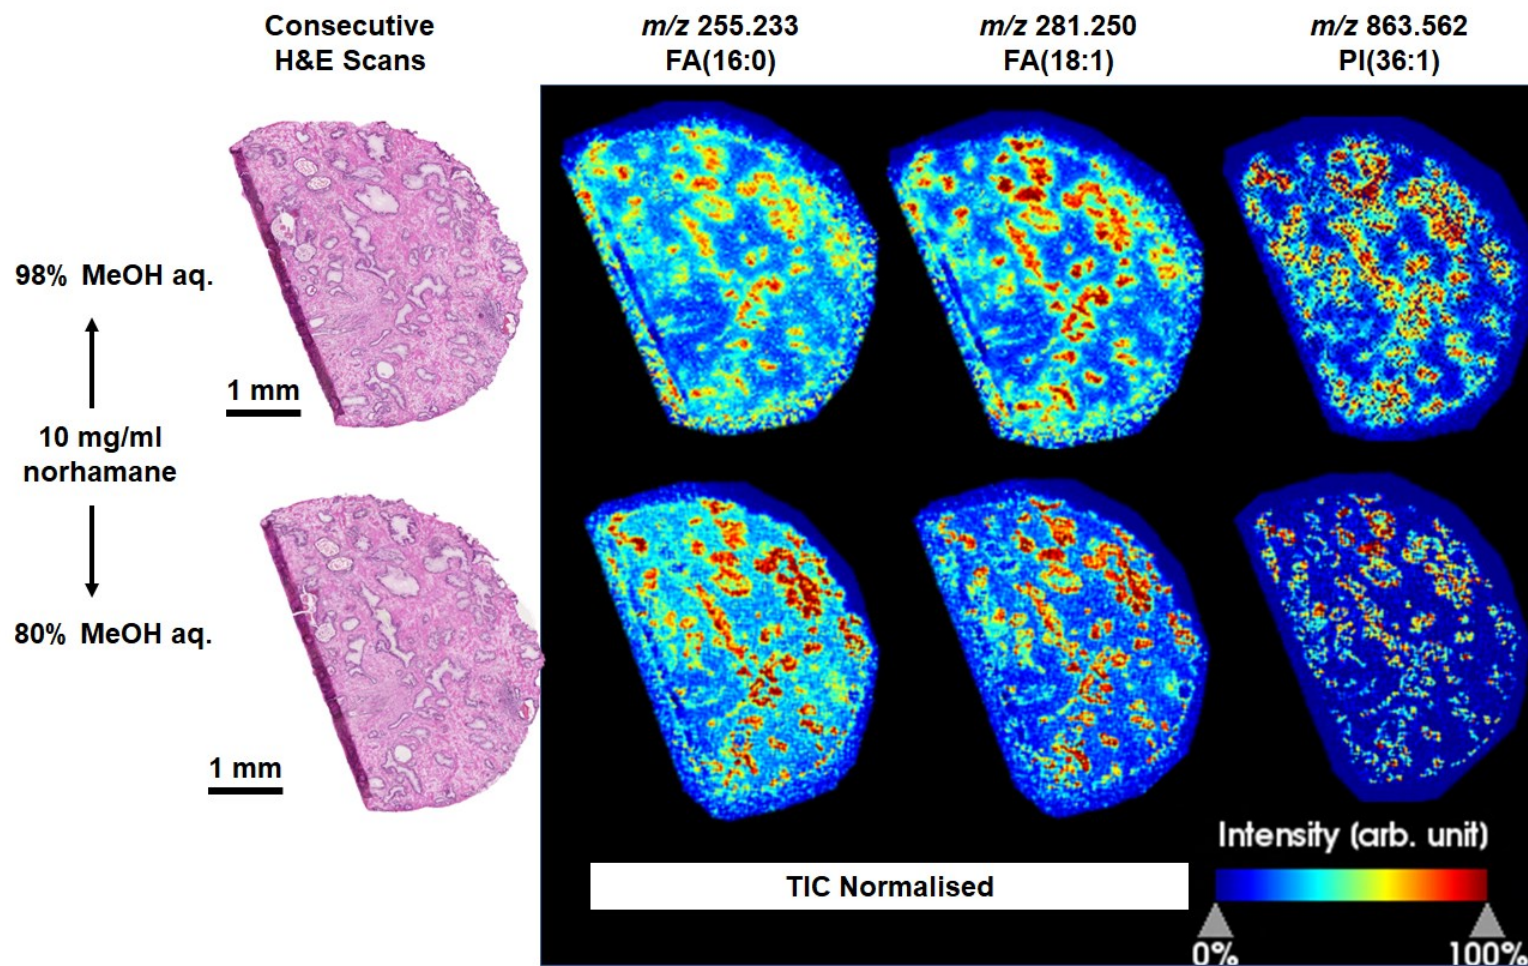 Consecutive
H&E Scans
m/z 255.233
FA(16:0)
m/z 281.250
FA(18:1)
m/z 863.562
PI(36:1)
98% MeOH aq.
1 mm
10 mg/ml
norhamane
80% MeOH aq.
1 mm
Intensity (arb. unit)
TIC Normalised
0%
100%